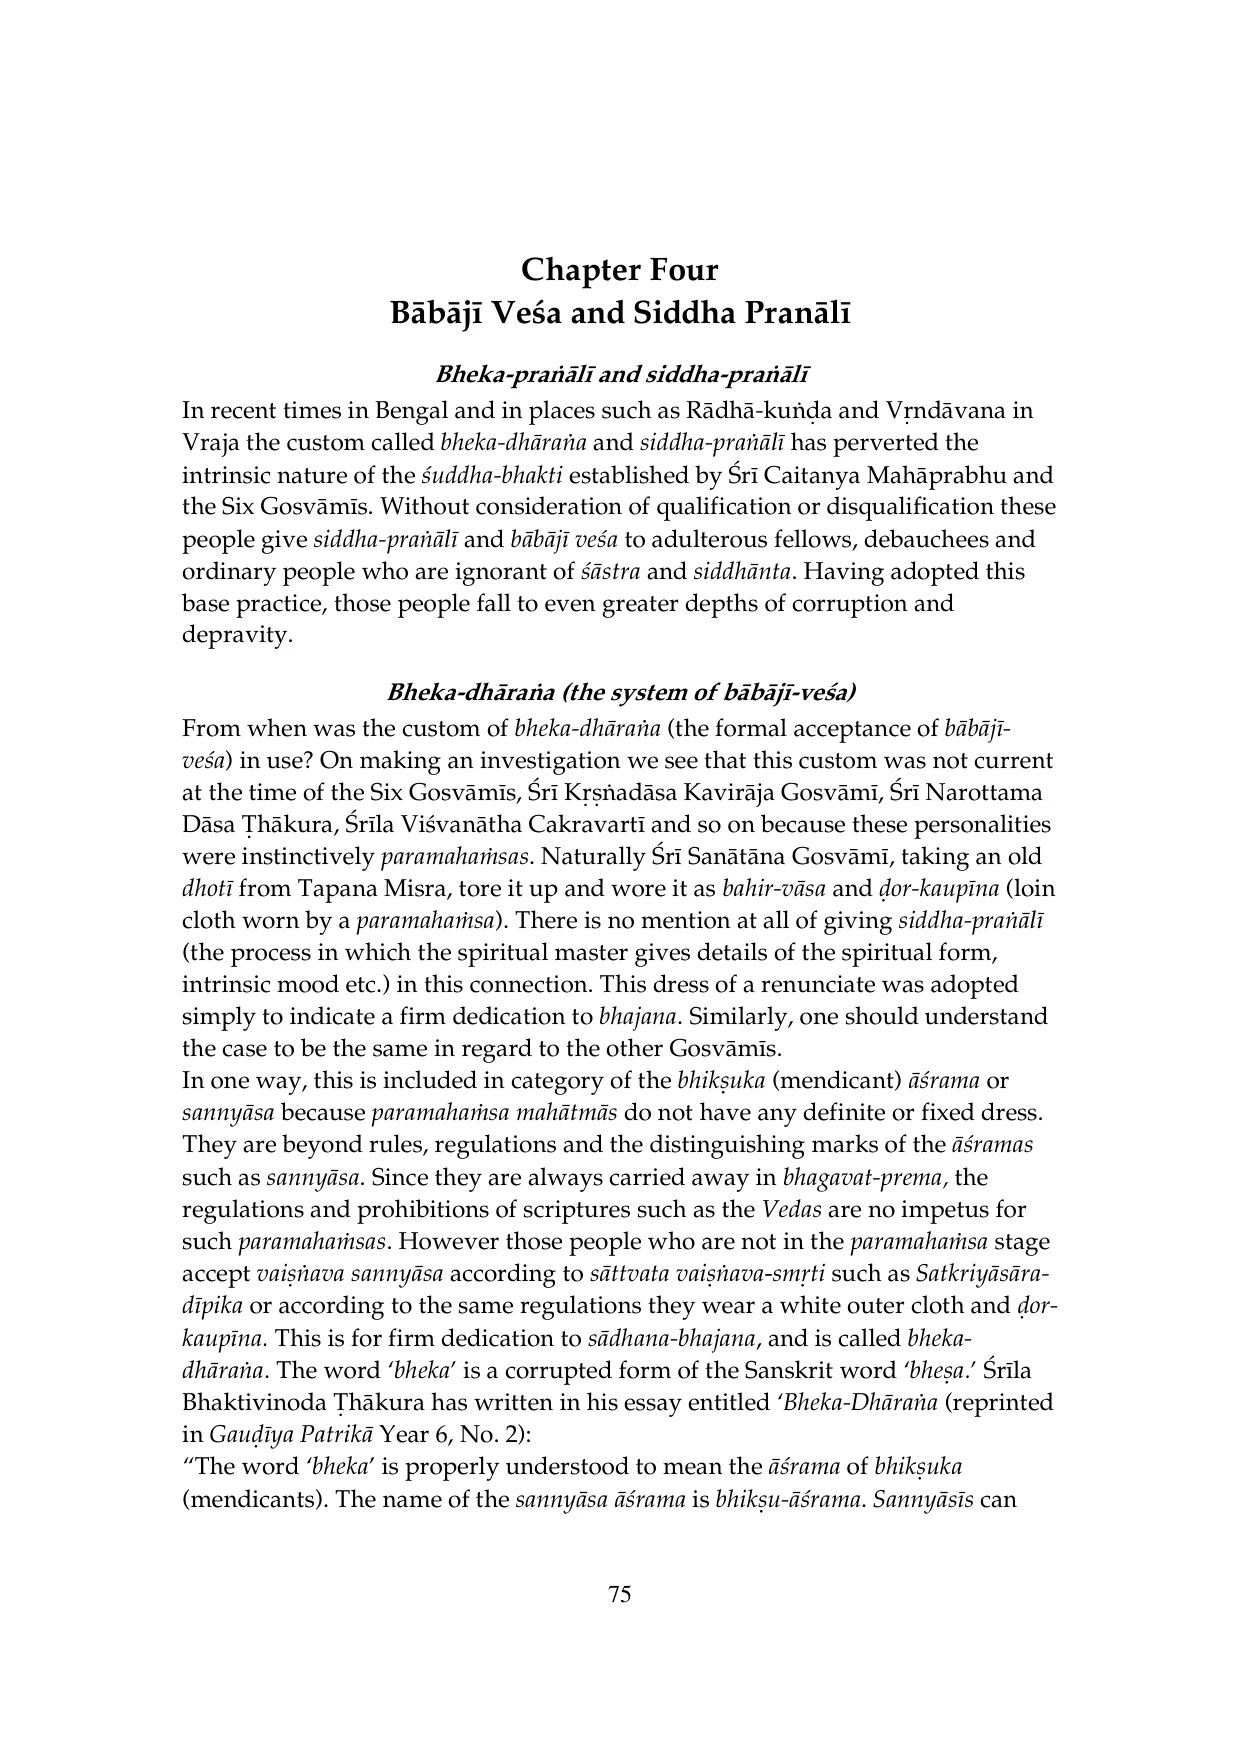 Chapter Four
Bābājī Veśa and Siddha Pranālī
Bheka-praṅālī and siddha-praṅālī
In recent times in Bengal and in places such as Rādhā-kuṅḍa and Vṛndāvana in
Vraja the custom called bheka-dhāraṅa and siddha-praṅālī has perverted the
intrinsic nature of the śuddha-bhakti established by Śrī Caitanya Mahāprabhu and
the Six Gosvāmīs. Without consideration of qualification or disqualification these
people give siddha-praṅālī and bābājī veśa to adulterous fellows, debauchees and
ordinary people who are ignorant of śāstra and siddhānta. Having adopted this
base practice, those people fall to even greater depths of corruption and
depravity.
Bheka-dhāraṅa (the system of bābājī-veśa)
From when was the custom of bheka-dhāraṅa (the formal acceptance of bābājī-
veśa) in use? On making an investigation we see that this custom was not current
at the time of the Six Gosvāmīs, Śrī Kṛṣṅadāsa Kavirāja Gosvāmī, Śrī Narottama
Dāsa Ṭhākura, Śrīla Viśvanātha Cakravartī and so on because these personalities
were instinctively paramahaṁsas. Naturally Śrī Sanātāna Gosvāmī, taking an old
dhotī from Tapana Misra, tore it up and wore it as bahir-vāsa and ḍor-kaupīna (loin
cloth worn by a paramahaṁsa). There is no mention at all of giving siddha-praṅālī
(the process in which the spiritual master gives details of the spiritual form,
intrinsic mood etc.) in this connection. This dress of a renunciate was adopted
simply to indicate a firm dedication to bhajana. Similarly, one should understand
the case to be the same in regard to the other Gosvāmīs.
In one way, this is included in category of the bhikṣuka (mendicant) āśrama or
sannyāsa because paramahaṁsa mahātmās do not have any definite or fixed dress.
They are beyond rules, regulations and the distinguishing marks of the āśramas
such as sannyāsa. Since they are always carried away in bhagavat-prema, the
regulations and prohibitions of scriptures such as the Vedas are no impetus for
such paramahaṁsas. However those people who are not in the paramahaṁsa stage
accept vaiṣṅava sannyāsa according to sāttvata vaiṣṅava-smṛti such as Satkriyāsāra-
dīpika or according to the same regulations they wear a white outer cloth and ḍor-
kaupīna. This is for firm dedication to sādhana-bhajana, and is called bheka-
dhāraṅa. The word ‘bheka’ is a corrupted form of the Sanskrit word ‘bheṣa.’ Śrīla
Bhaktivinoda Ṭhākura has written in his essay entitled ‘Bheka-Dhāraṅa (reprinted
in Gauḍīya Patrikā Year 6, No. 2):
“The word ‘bheka’ is properly understood to mean the āśrama of bhikṣuka
(mendicants). The name of the sannyāsa āśrama is bhikṣu-āśrama. Sannyāsīs can
75